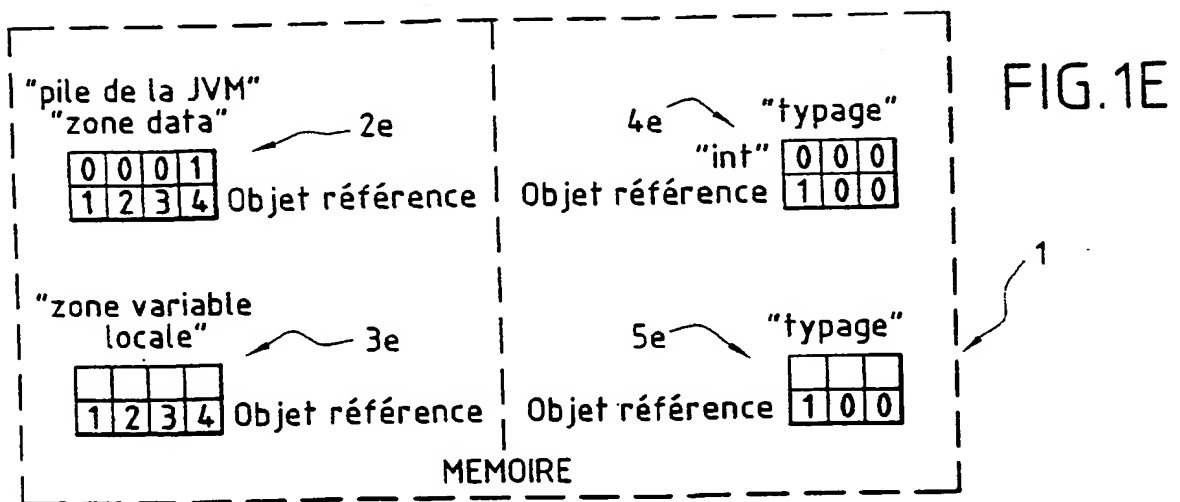 FIG.1E
"pile de la JVM"
"zone data"
2e
0 0 0 1
1 2 3 4 Objet référence
4e
"typage"
"int" 0 0 0
Objet référence 1 0 0
1
"zone variable
locale"
3e
1 2 3 4 Objet référence
5e
"typage"
Objet référence 1 0 0
MEMOIRE